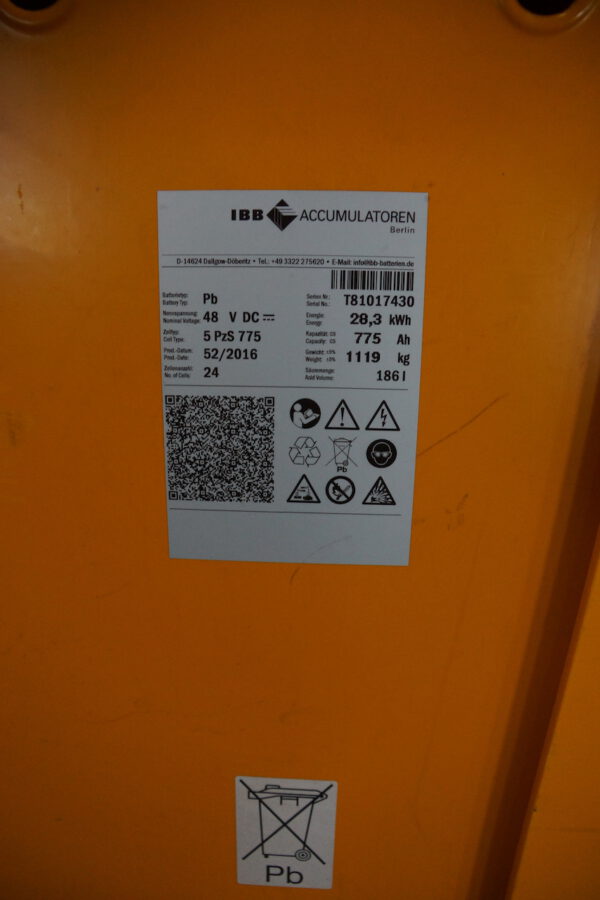 IBB ACCUMULATOREN
Berlin
D-14624 Dallgow-Döberitz • Tel.: +49 3322 275620 • E-Mail: info@ibb-batterien.de
Batterietyp:
Battery Typ:
Pb
Serien Nr.:
Serial No.:
T81017430
Nennspannung:
Nominal Voltage:
48 V DC
Energie:
Energy:
28,3 kWh
Zelltyp:
Cell Type:
5 PzS 775
Kapazität: C5
Capacity: C5
775 Ah
Prod.-Datum:
Prod.-Date:
52/2016
Gewicht: ±5%
Weight: ±5%
1119 kg
Zellenanzahl:
No. of Cells:
24
Säuremenge:
Acid Volume:
186 l
Pb
Pb